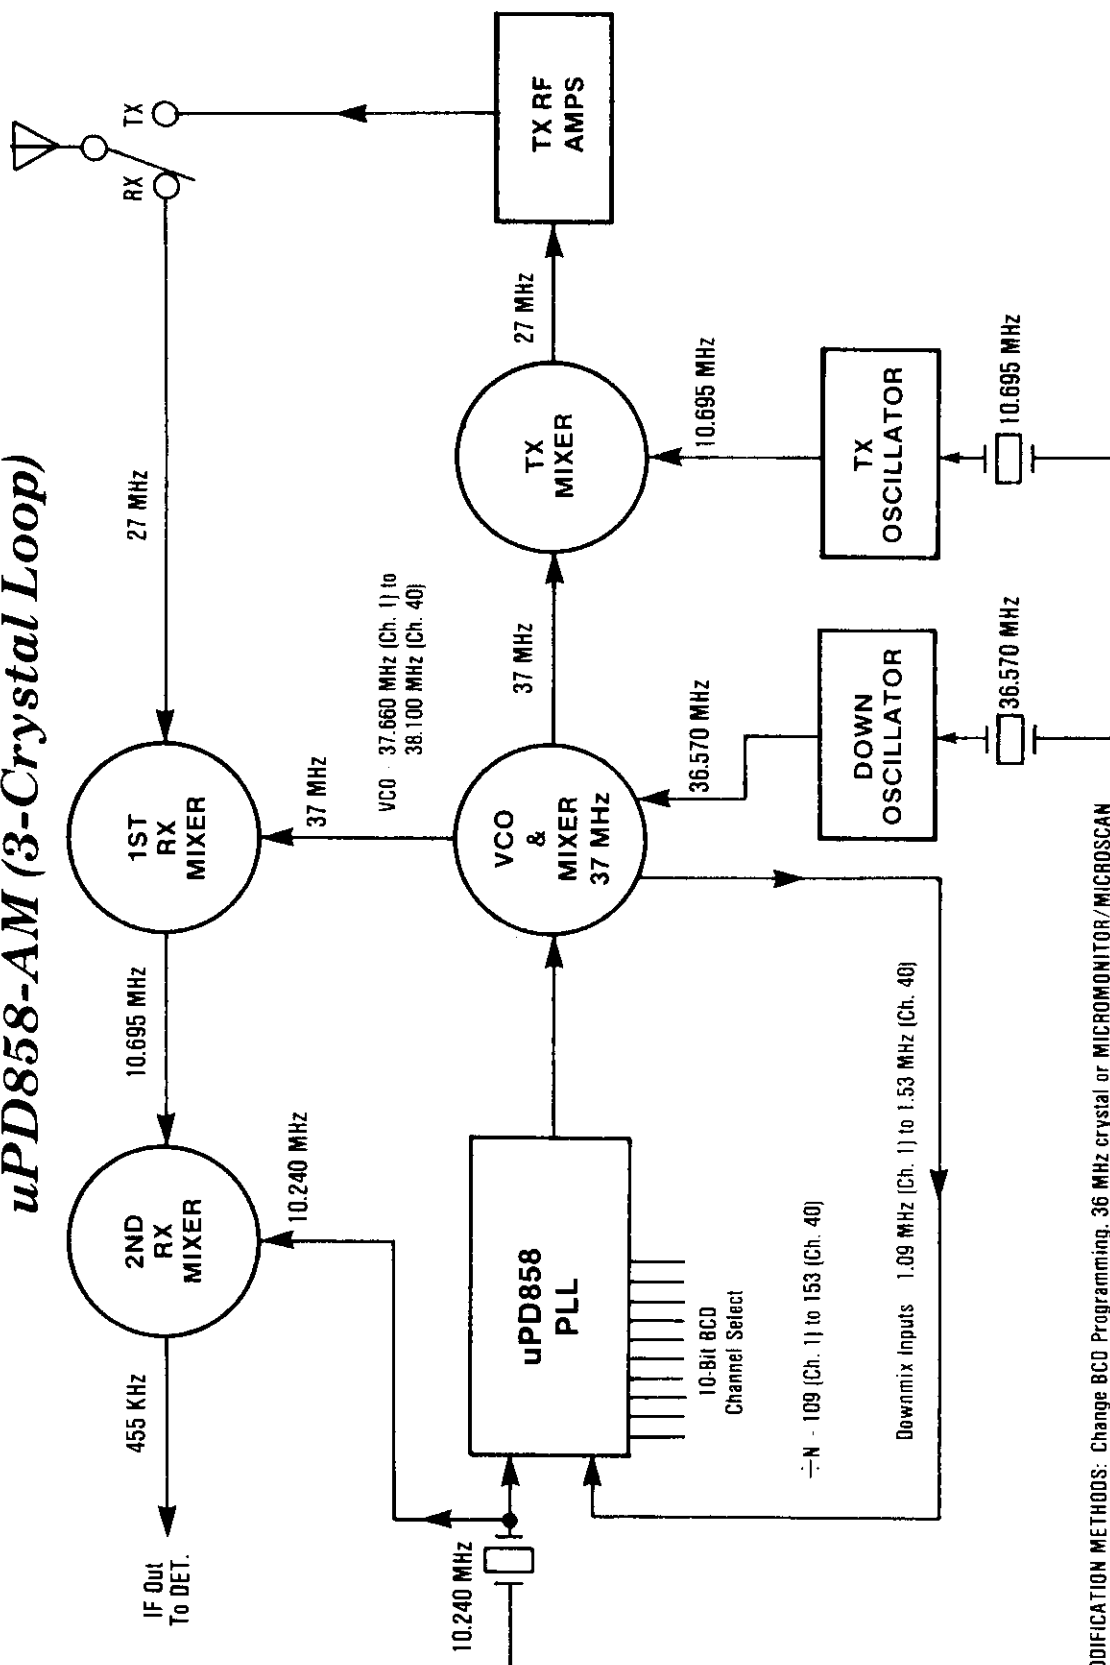 uPD858-AM (3-Crystal Loop)
IF Out
To DET.
455 KHz
2ND
RX
MIXER
10.695 MHz
1ST
RX
MIXER
27 MHz
RX
TX
10.240 MHz
37 MHz
VCO - 37.660 MHz (Ch. 1) to
38.100 MHz (Ch. 40)
10.240 MHz
uPD858
PLL
VCO
&
MIXER
37 MHz
37 MHz
TX
MIXER
27 MHz
TX RF
AMPS
10-Bit BCD
Channel Select
36.570 MHz
10.695 MHz
÷N - 109 (Ch. 1) to 153 (Ch. 40)
Downmix Inputs 1.09 MHz (Ch. 1) to 1.53 MHz (Ch. 40)
DOWN
OSCILLATOR
TX
OSCILLATOR
36.570 MHz
10.695 MHz
ODIFICATION METHODS: Change BCD Programming, 36 MHz crystal or MICROMONITOR/MICROSCAN